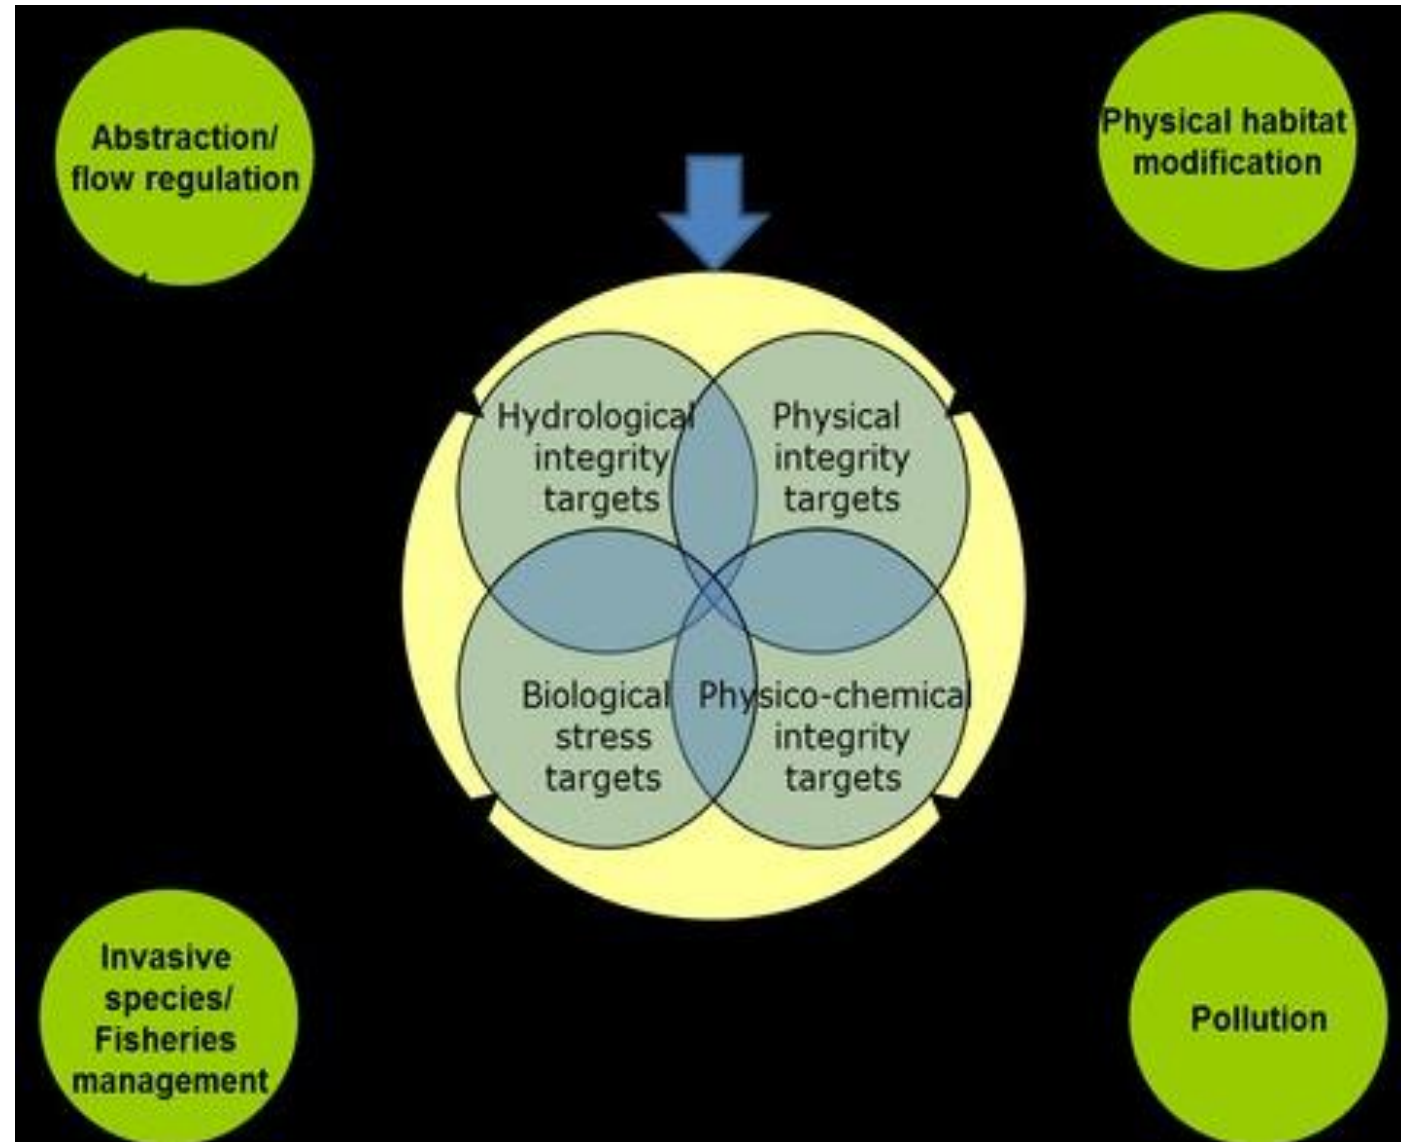 Abstraction/
flow regulation
Physical habitat
modification
Hydrological
integrity
targets
Physical
integrity
targets
Biological
stress
targets
Physico-chemical
integrity
targets
Invasive
species/
Fisheries
management
Pollution